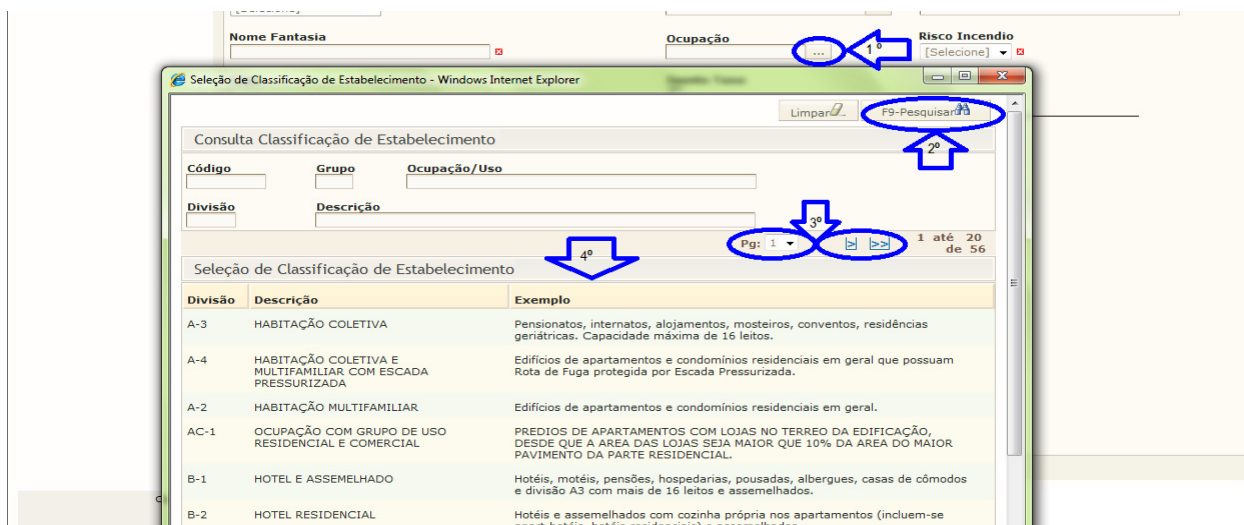 [Selecione]
Nome Fantasia
Ocupação
...
1º
Risco Incendio
[Selecione]
Seleção de Classificação de Estabelecimento - Windows Internet Explorer
Limpar
F9-Pesquisar
Consulta Classificação de Estabelecimento
2º
Código
Grupo
Ocupação/Uso
Divisão
Descrição
3º
Pg: 1
>
>>
1 até 20
de 56
Seleção de Classificação de Estabelecimento
4º
Divisão
Descrição
Exemplo
A-3
HABITAÇÃO COLETIVA
Pensionatos, internatos, alojamentos, mosteiros, conventos, residências
geriátricas. Capacidade máxima de 16 leitos.
A-4
HABITAÇÃO COLETIVA E
MULTIFAMILIAR COM ESCADA
PRESSURIZADA
Edifícios de apartamentos e condomínios residenciais em geral que possuam
Rota de Fuga protegida por Escada Pressurizada.
A-2
HABITAÇÃO MULTIFAMILIAR
Edifícios de apartamentos e condomínios residenciais em geral.
AC-1
OCUPAÇÃO COM GRUPO DE USO
RESIDENCIAL E COMERCIAL
PREDIOS DE APARTAMENTOS COM LOJAS NO TERREO DA EDIFICAÇÃO,
DESDE QUE A AREA DAS LOJAS SEJA MAIOR QUE 10% DA AREA DO MAIOR
PAVIMENTO DA PARTE RESIDENCIAL.
B-1
HOTEL E ASSEMELHADO
Hotéis, motéis, pensões, hospedarias, pousadas, albergues, casas de cômodos
e divisão A3 com mais de 16 leitos e assemelhados.
B-2
HOTEL RESIDENCIAL
Hotéis e assemelhados com cozinha própria nos apartamentos (incluem-se
apart-hotéis, hotéis residenciais) e assemelhados.